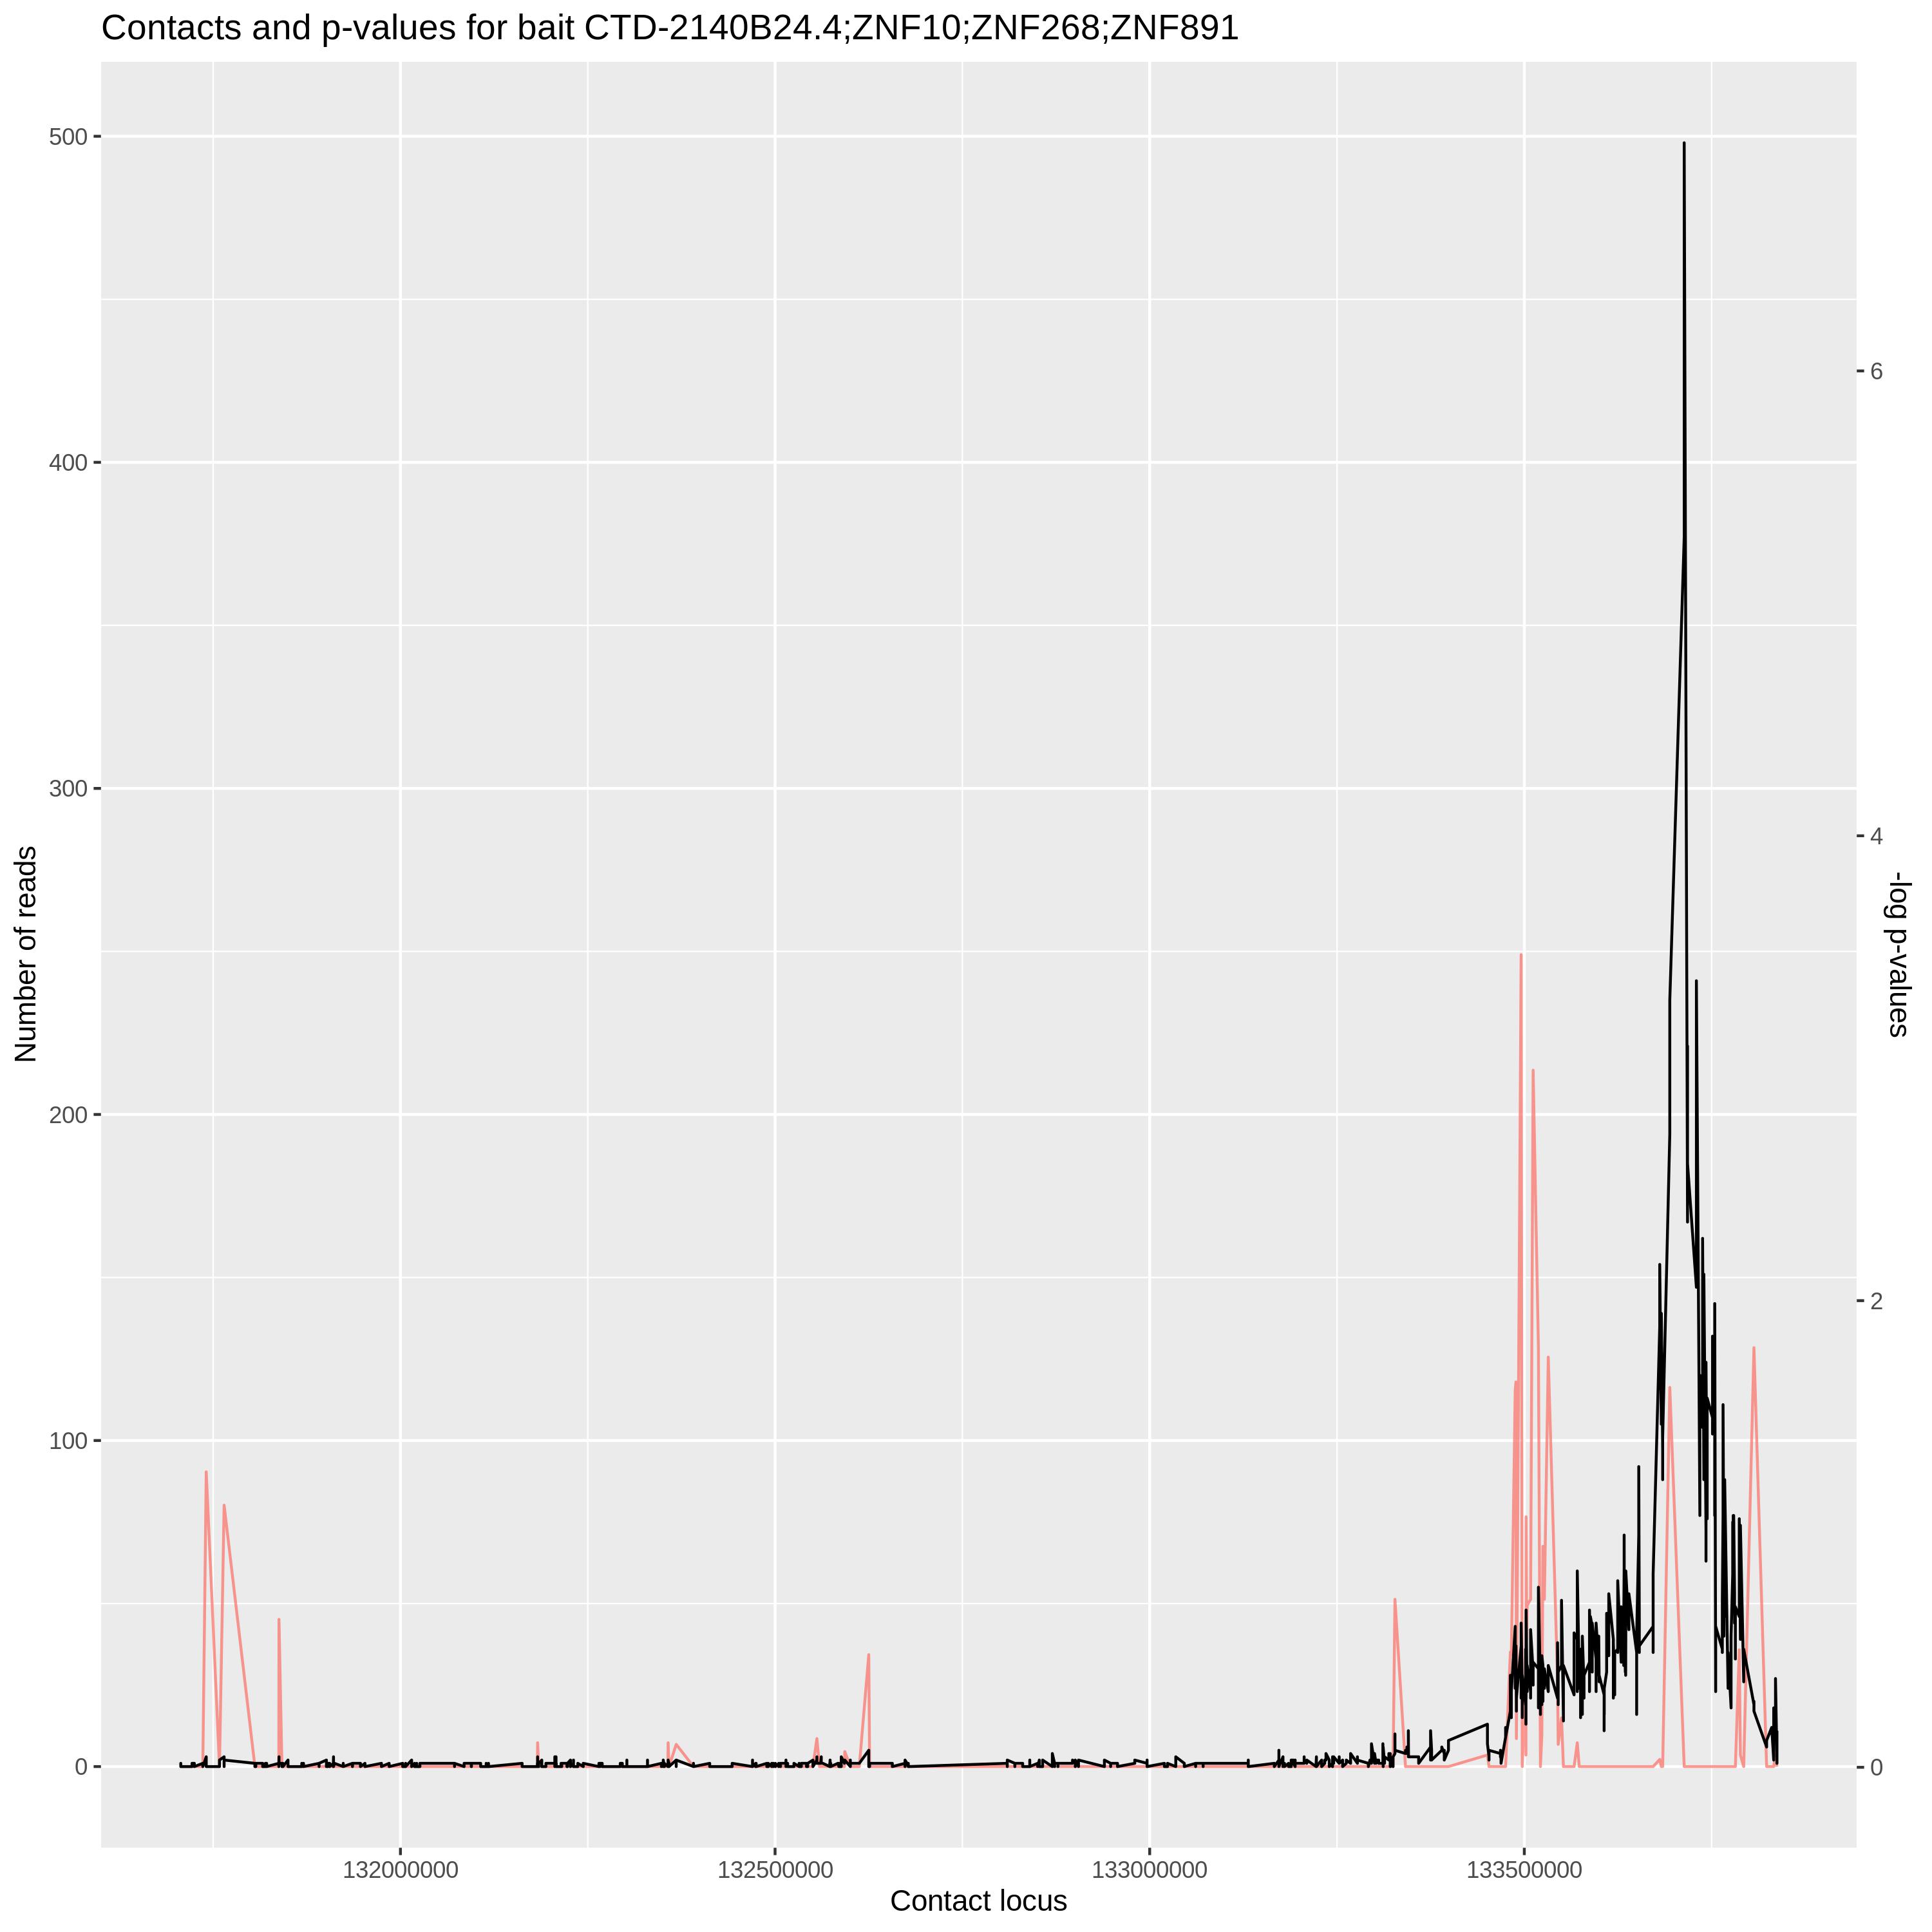 Contacts and p-values for bait CTD-2140B24.4;ZNF10;ZNF268;ZNF891
500
400
300
200
100
0
Number of reads
6
4
2
0
-log p-values
132000000 132500000 133000000 133500000
Contact locus